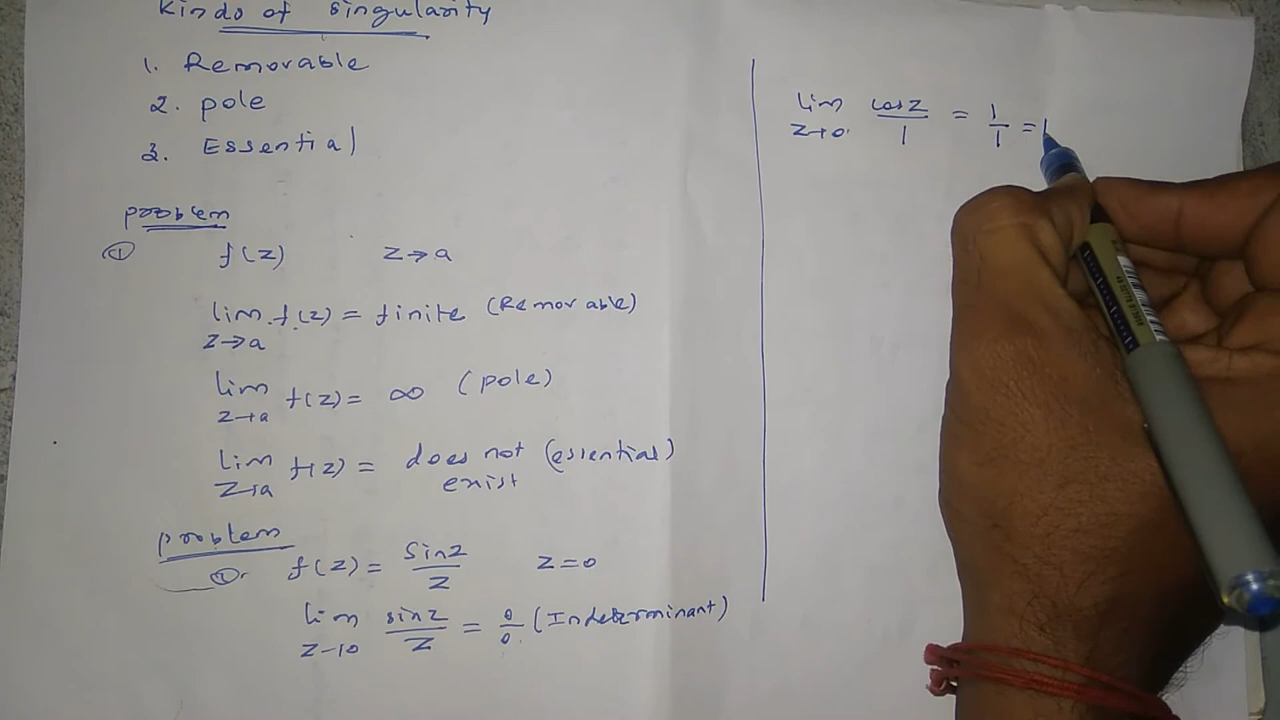 Kinds of singularity
1. Removable
2. pole
3. Essential
problem
① f(z) z→a
lim f(z) = finite (Removable)
z→a
lim f(z) = ∞ (pole)
z→a
lim f(z) = does not (essential)
z→a exist
problem
①. f(z) = sinz/z z=0
lim sinz/z = 0/0 (Indeterminant)
z→0
lim cosz/1 = 1/1 = 1
z→0